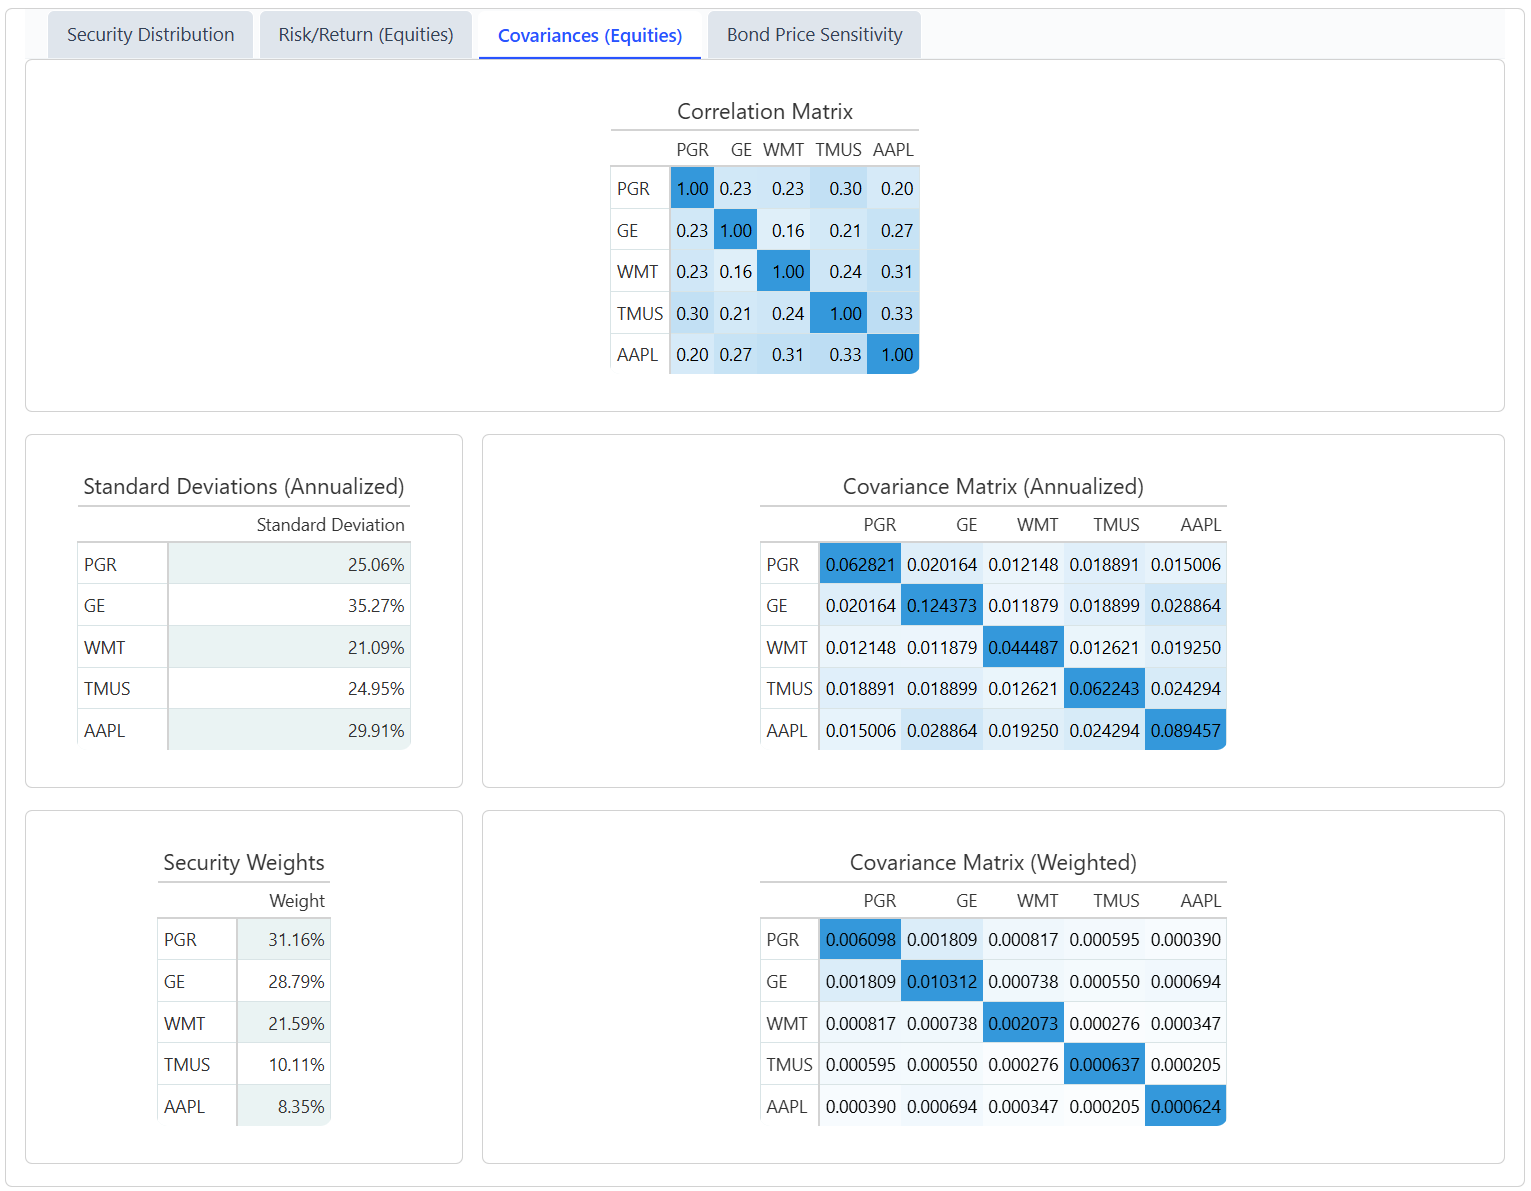 Security Distribution Risk/Return (Equities) Covariances (Equities) Bond Price Sensitivity
Correlation Matrix
PGR GE WMT TMUS AAPL
PGR 1.00 0.23 0.23 0.30 0.20
GE 0.23 1.00 0.16 0.21 0.27
WMT 0.23 0.16 1.00 0.24 0.31
TMUS 0.30 0.21 0.24 1.00 0.33
AAPL 0.20 0.27 0.31 0.33 1.00
Standard Deviations (Annualized)
Standard Deviation
PGR 25.06%
GE 35.27%
WMT 21.09%
TMUS 24.95%
AAPL 29.91%
Covariance Matrix (Annualized)
PGR GE WMT TMUS AAPL
PGR 0.062821 0.020164 0.012148 0.018891 0.015006
GE 0.020164 0.124373 0.011879 0.018899 0.028864
WMT 0.012148 0.011879 0.044487 0.012621 0.019250
TMUS 0.018891 0.018899 0.012621 0.062243 0.024294
AAPL 0.015006 0.028864 0.019250 0.024294 0.089457
Security Weights
Weight
PGR 31.16%
GE 28.79%
WMT 21.59%
TMUS 10.11%
AAPL 8.35%
Covariance Matrix (Weighted)
PGR GE WMT TMUS AAPL
PGR 0.006098 0.001809 0.000817 0.000595 0.000390
GE 0.001809 0.010312 0.000738 0.000550 0.000694
WMT 0.000817 0.000738 0.002073 0.000276 0.000347
TMUS 0.000595 0.000550 0.000276 0.000637 0.000205
AAPL 0.000390 0.000694 0.000347 0.000205 0.000624